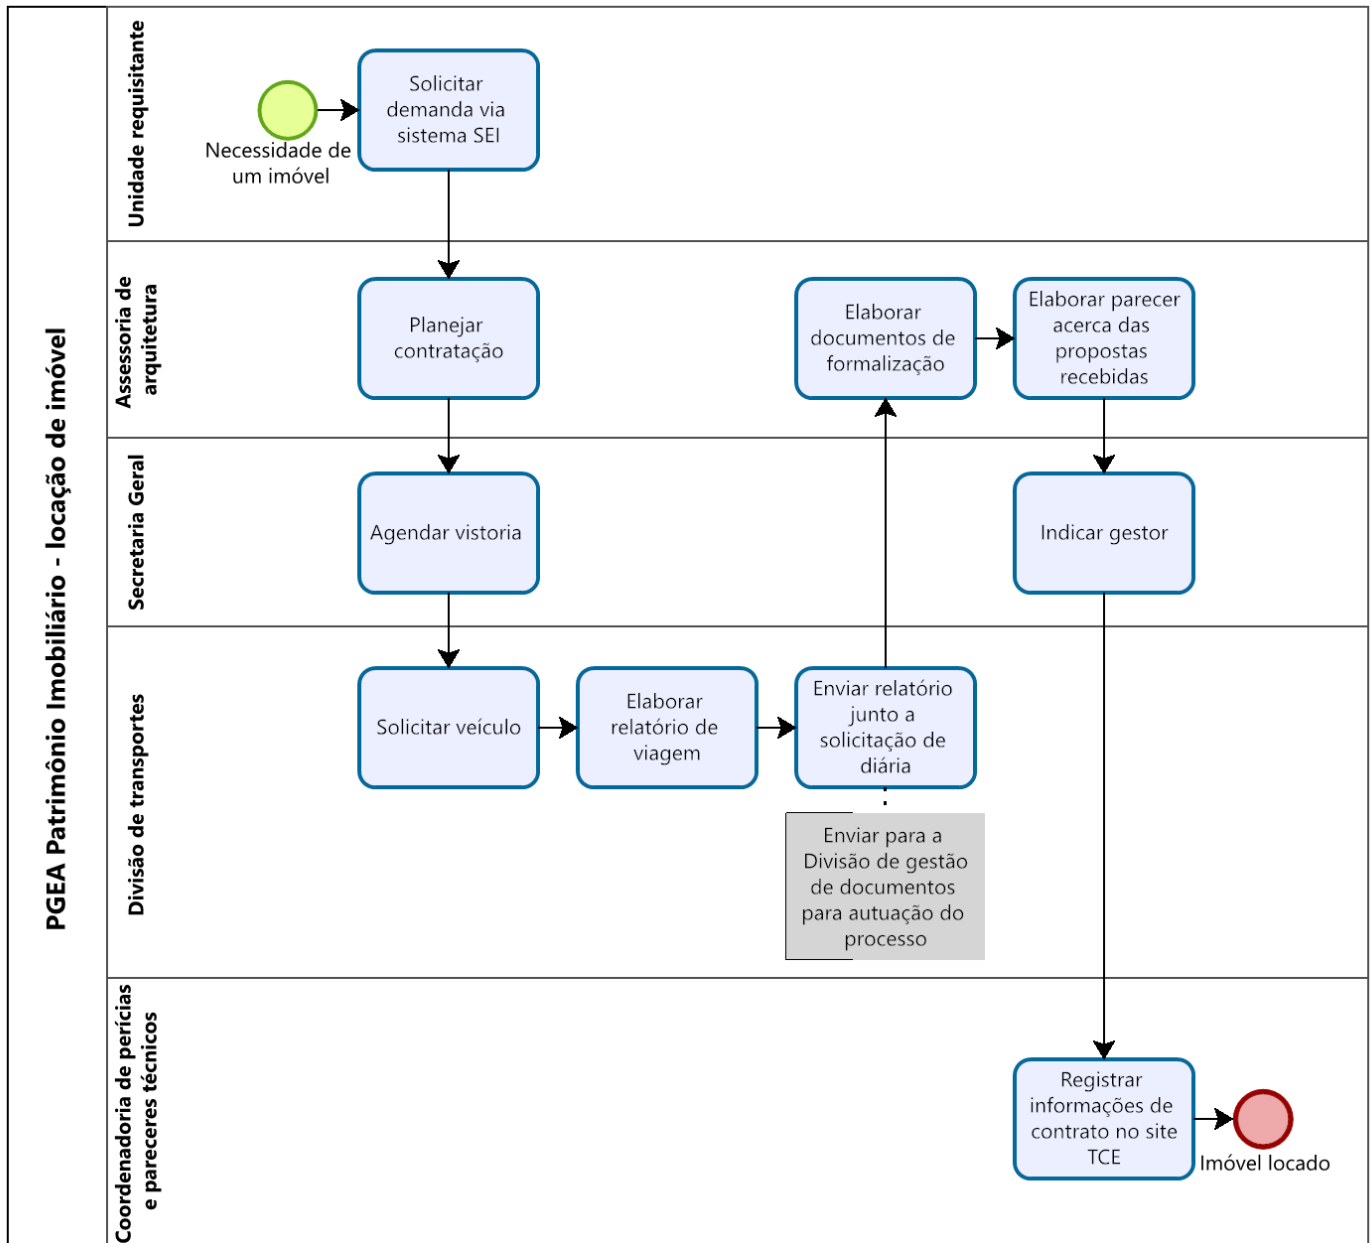 PGEA Patrimônio Imobiliário - locação de imóvel
Unidade requisitante
Necessidade de
um imóvel
Solicitar
demanda via
sistema SEI
Assessoria de
arquitetura
Planejar
contratação
Elaborar
documentos de
formalização
Elaborar parecer
acerca das
propostas
recebidas
Secretaria Geral
Agendar vistoria
Indicar gestor
Divisão de transportes
Solicitar veículo
Elaborar
relatório de
viagem
Enviar relatório
junto a
solicitação de
diária
Enviar para a
Divisão de gestão
de documentos
para autuação do
processo
Coordenadoria de perícias
e pareceres técnicos
Registrar
informações de
contrato no site
TCE
Imóvel locado